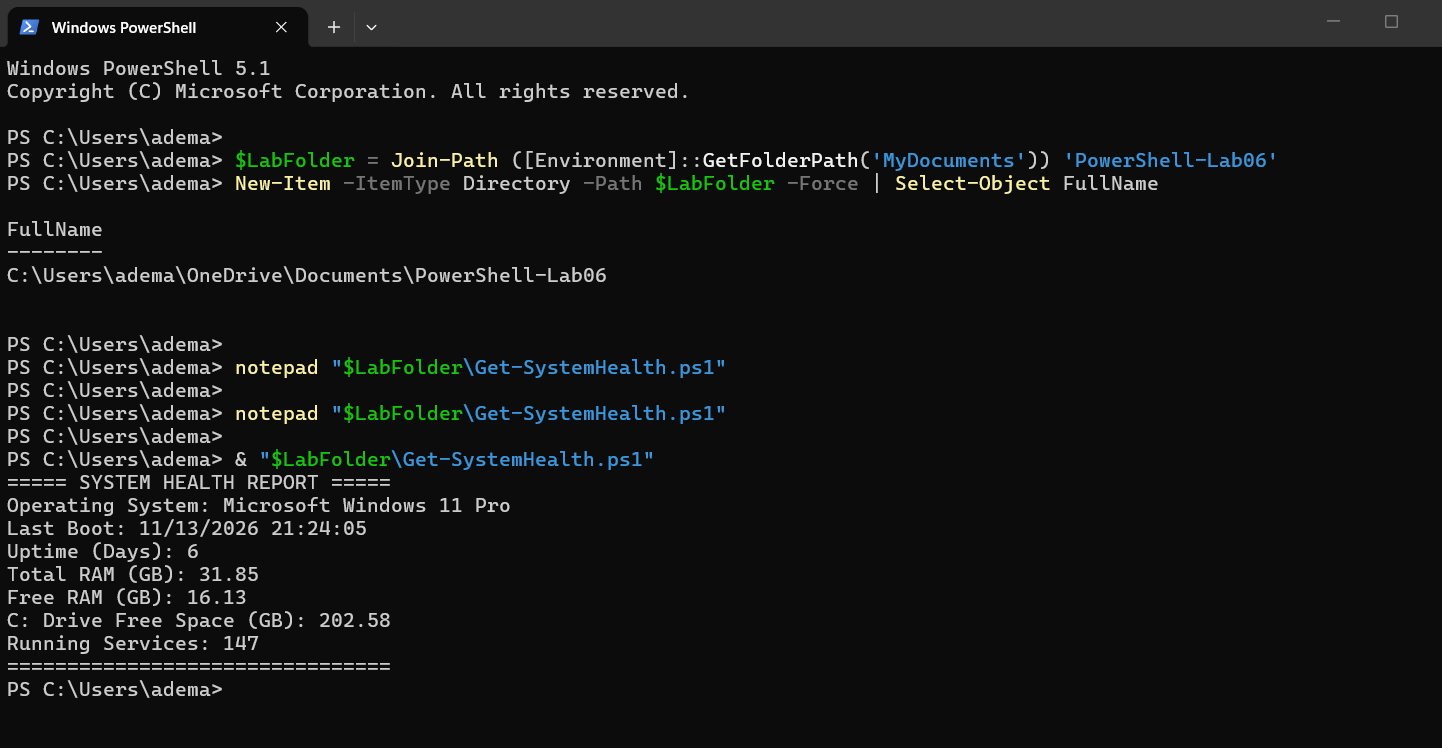 Windows PowerShell
Windows PowerShell 5.1
Copyright (C) Microsoft Corporation. All rights reserved.
PS C:\Users\adema>
PS C:\Users\adema> $LabFolder = Join-Path ([Environment]::GetFolderPath('MyDocuments')) 'PowerShell-Lab06'
PS C:\Users\adema> New-Item -ItemType Directory -Path $LabFolder -Force | Select-Object FullName
FullName
--------
C:\Users\adema\OneDrive\Documents\PowerShell-Lab06
PS C:\Users\adema>
PS C:\Users\adema> notepad "$LabFolder\Get-SystemHealth.ps1"
PS C:\Users\adema>
PS C:\Users\adema> notepad "$LabFolder\Get-SystemHealth.ps1"
PS C:\Users\adema>
PS C:\Users\adema> & "$LabFolder\Get-SystemHealth.ps1"
===== SYSTEM HEALTH REPORT =====
Operating System: Microsoft Windows 11 Pro
Last Boot: 11/13/2026 21:24:05
Uptime (Days): 6
Total RAM (GB): 31.85
Free RAM (GB): 16.13
C: Drive Free Space (GB): 202.58
Running Services: 147
================================
PS C:\Users\adema>